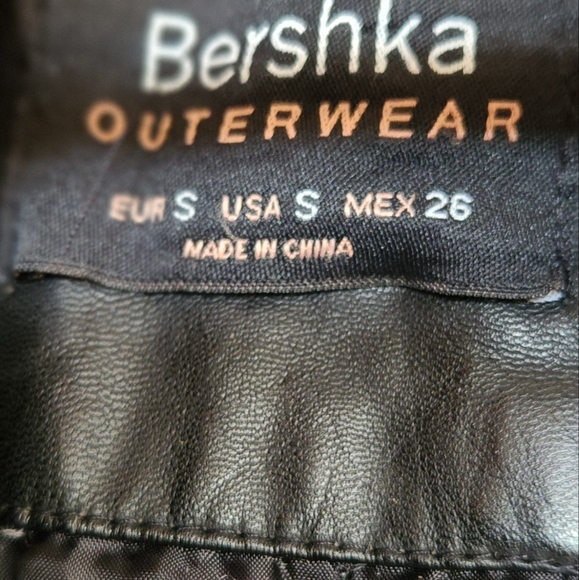 Bershka
OUTERWEAR
EUR S USA S MEX 26
MADE IN CHINA